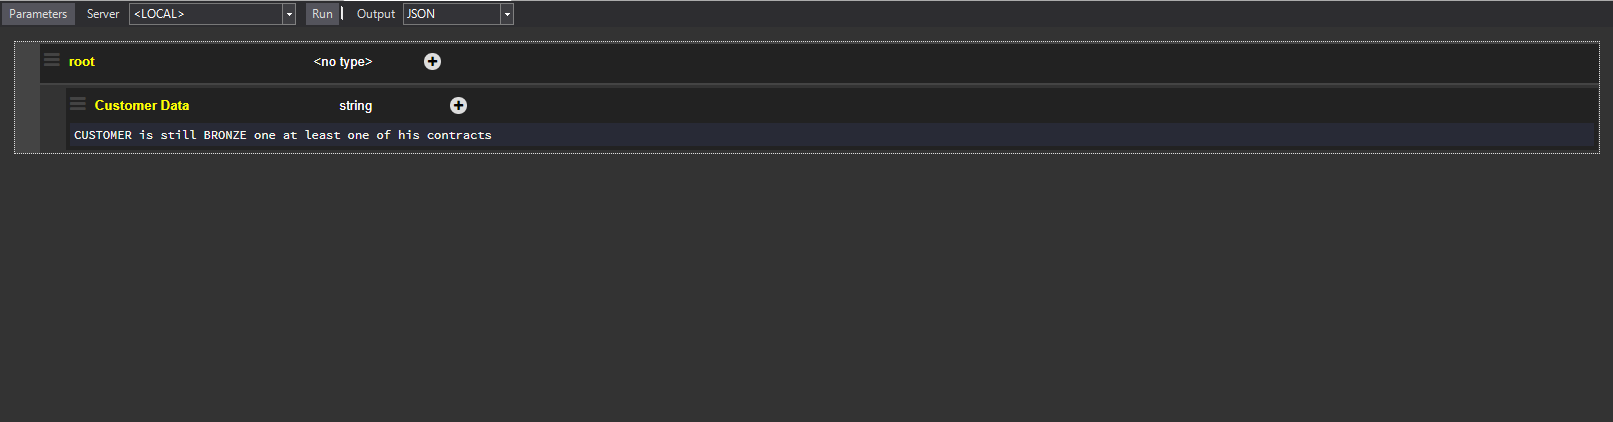 Parameters Server <LOCAL> Run Output JSON
root <no type>
Customer Data string
CUSTOMER is still BRONZE one at least one of his contracts